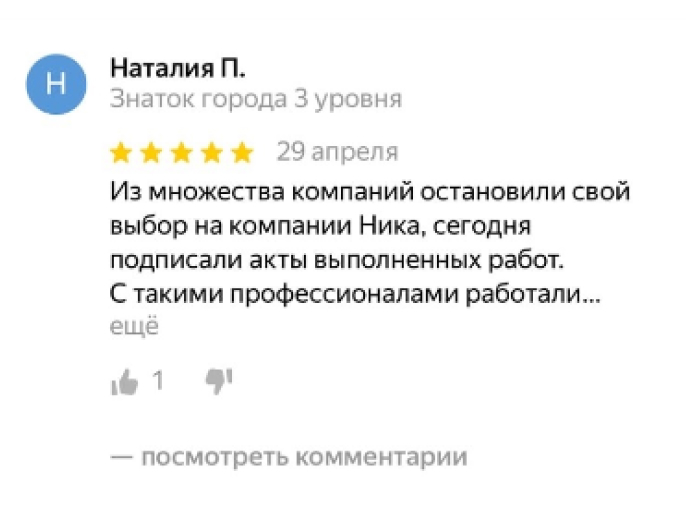 Н
Наталия П.
Знаток города 3 уровня
29 апреля
Из множества компаний остановили свой
выбор на компании Ника, сегодня
подписали акты выполненных работ.
С такими профессионалами работали...
ещё
1
— посмотреть комментарии